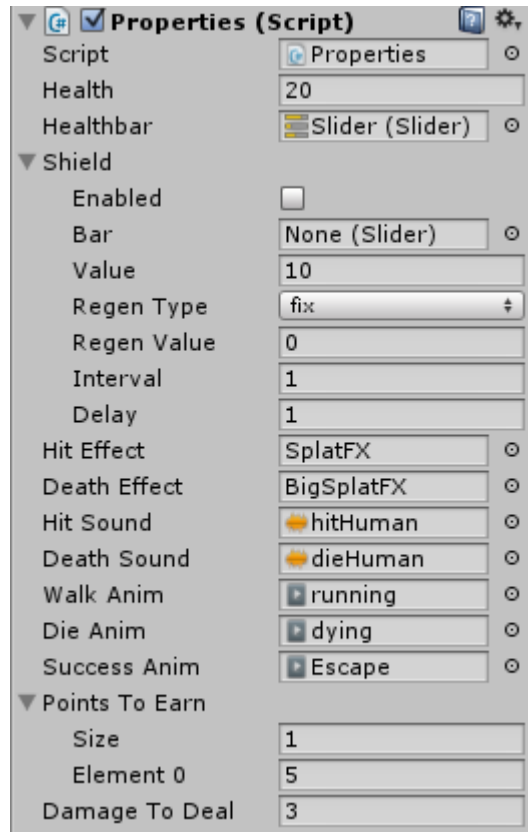 Properties (Script)
Script Properties
Health 20
Healthbar Slider (Slider)
Shield
Enabled
Bar None (Slider)
Value 10
Regen Type fix
Regen Value 0
Interval 1
Delay 1
Hit Effect SplatFX
Death Effect BigSplatFX
Hit Sound hitHuman
Death Sound dieHuman
Walk Anim running
Die Anim dying
Success Anim Escape
Points To Earn
Size 1
Element 0 5
Damage To Deal 3